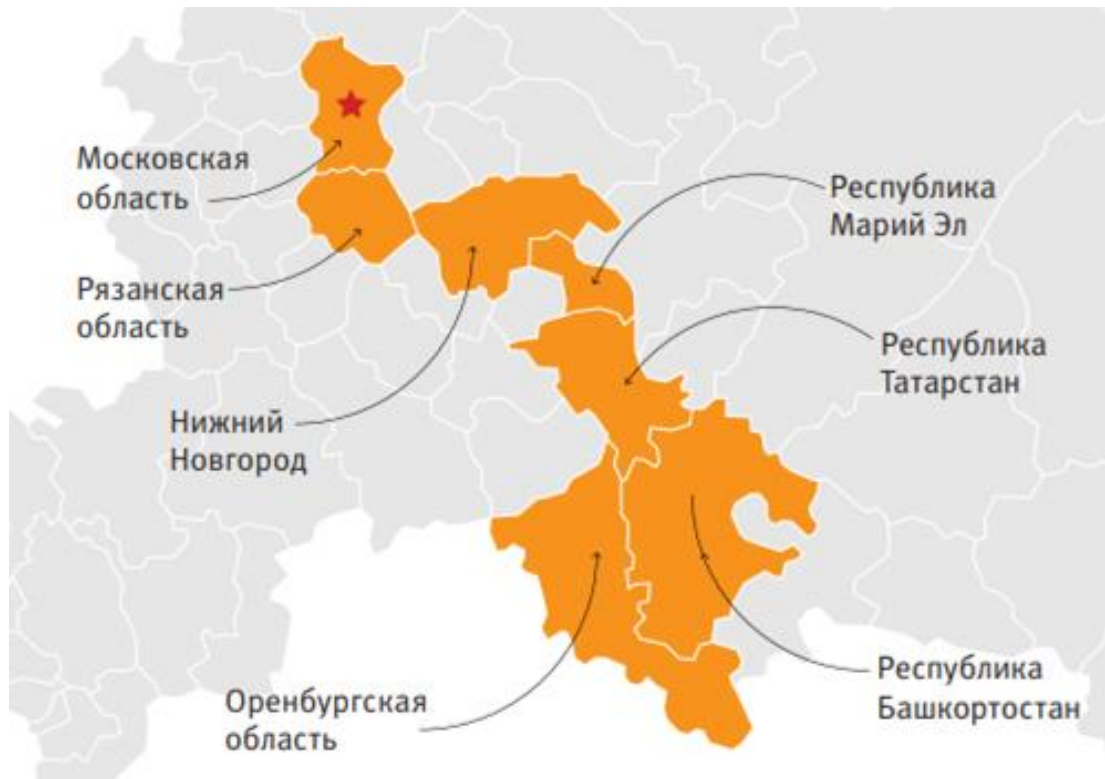 Московская
область
Республика
Марий Эл
Рязанская
область
Республика
Татарстан
Нижний
Новгород
Республика
Башкортостан
Оренбургская
область